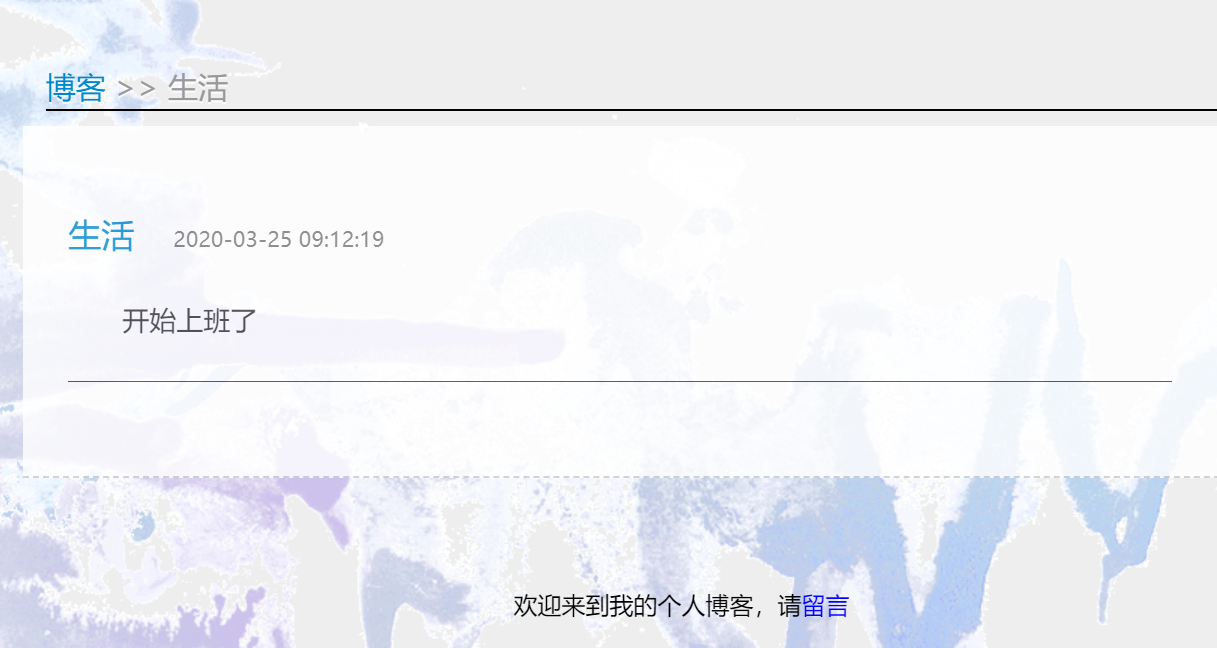 博客 >> 生活
生活 2020-03-25 09:12:19
开始上班了
欢迎来到我的个人博客，请留言